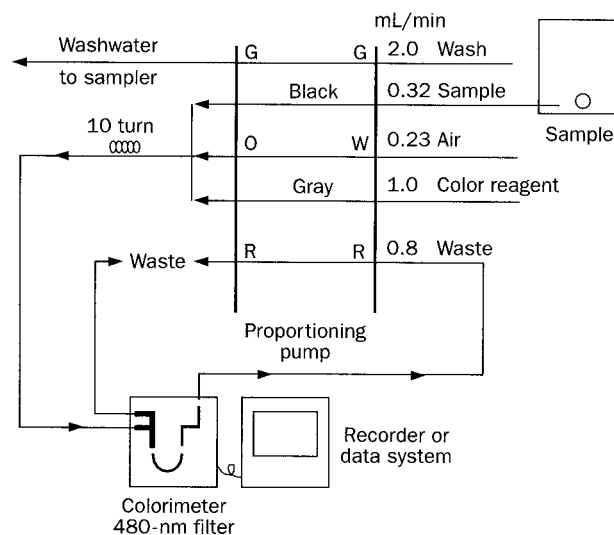 mL/min
Washwater
to sampler
G
G
2.0 Wash
Black
0.32 Sample
Sample
10 turn
O
W
0.23 Air
Gray
1.0 Color reagent
Waste
R
R
0.8 Waste
Proportioning
pump
Recorder or
data system
Colorimeter
480-nm filter